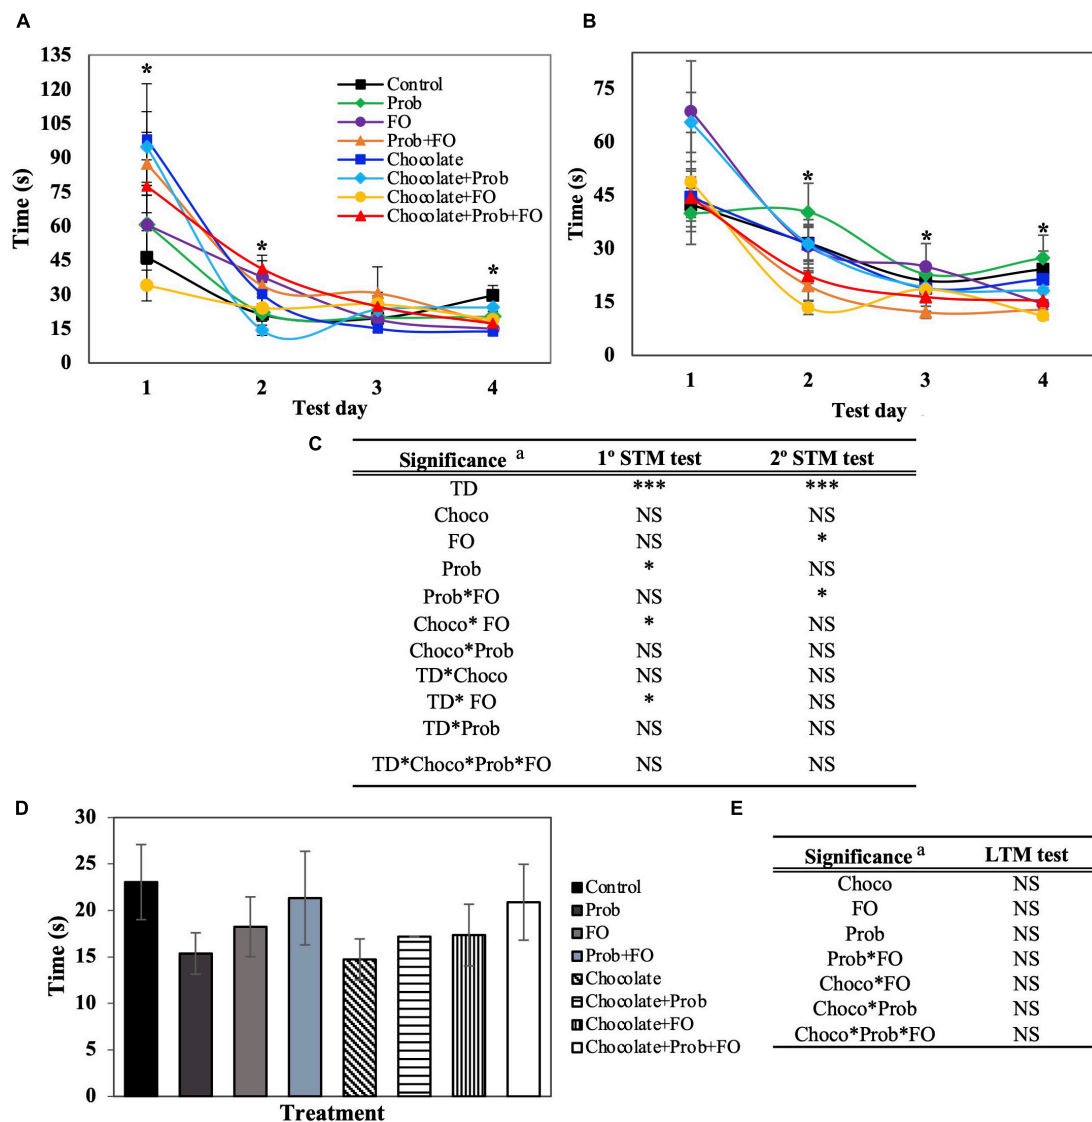 A
135
120
105
90
75
60
45
30
15
0
Time (s)
*
*
*
Control
Prob
FO
Prob+FO
Chocolate
Chocolate+Prob
Chocolate+FO
Chocolate+Prob+FO
1 2 3 4
Test day
B
75
60
45
30
15
0
Time (s)
*
*
*
1 2 3 4
Test day
C
Significance a 1º STM test 2º STM test
TD *** ***
Choco NS NS
FO NS *
Prob * NS
Prob*FO NS *
Choco* FO * NS
Choco*Prob NS NS
TD*Choco NS NS
TD* FO * NS
TD*Prob NS NS
TD*Choco*Prob*FO NS NS
D
30
25
20
15
10
5
0
Time (s)
Treatment
Control
Prob
FO
Prob+FO
Chocolate
Chocolate+Prob
Chocolate+FO
Chocolate+Prob+FO
E
Significance a LTM test
Choco NS
FO NS
Prob NS
Prob*FO NS
Choco*FO NS
Choco*Prob NS
Choco*Prob*FO NS